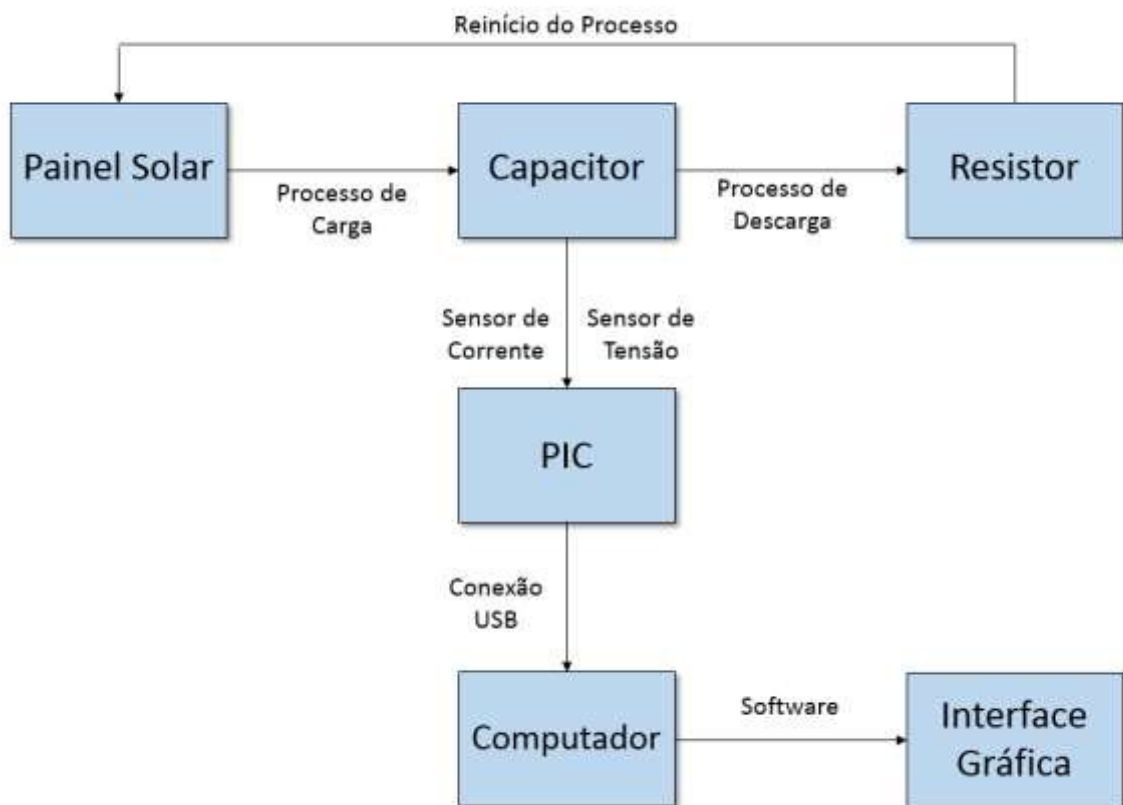 Reinício do Processo
Painel Solar
Processo de
Carga
Capacitor
Processo de
Descarga
Resistor
Sensor de
Corrente
Sensor de
Tensão
PIC
Conexão
USB
Computador
Software
Interface
Gráfica